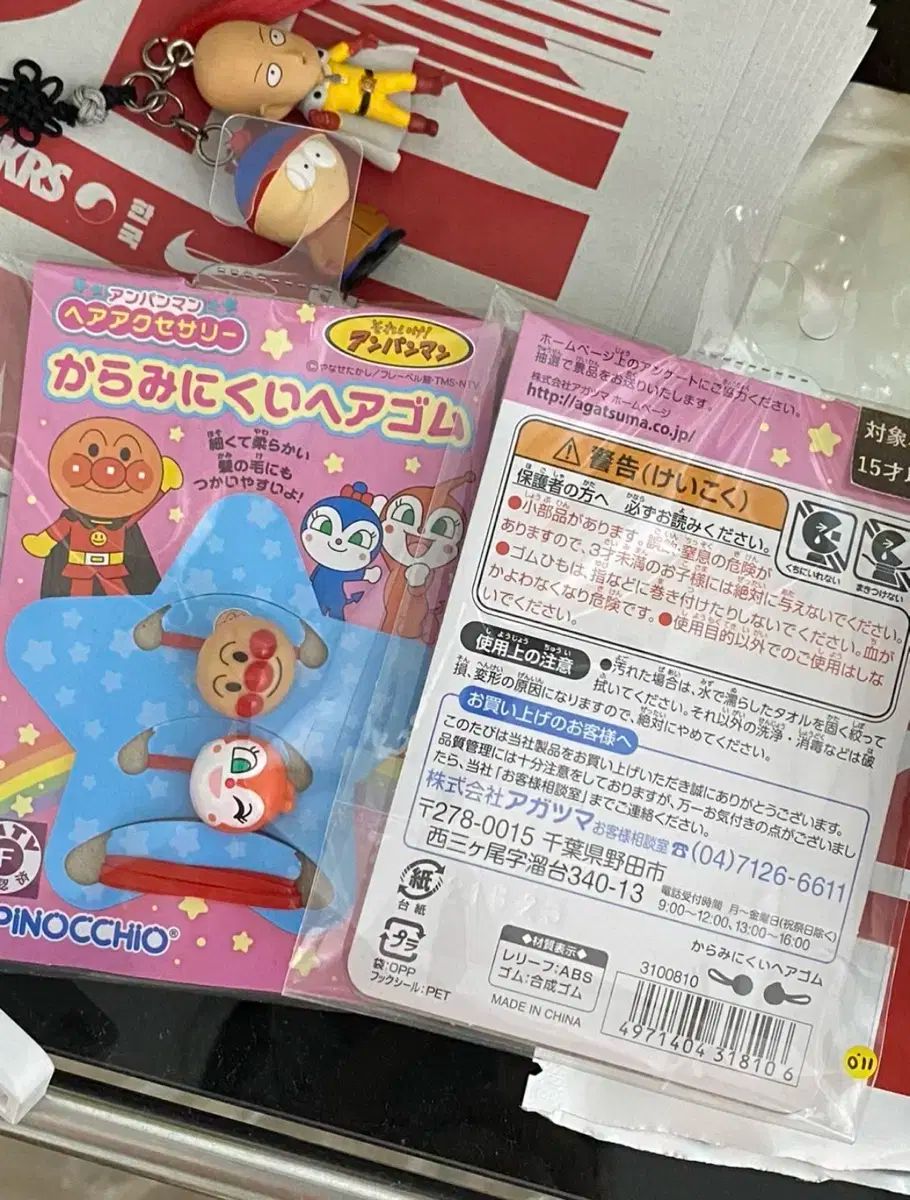 KRS
한국
アンパンマン
ヘアアクセサリー
それいけ!
アンパンマン
©やなせたかし/フレーベル館・TMS・NTV
からみにくいヘアゴム
細くて柔らかい
髪の毛にも
つかいやすいよ!
F
PiNOCCHiO®
ホームページ上のアンケートにご協力ください。
抽選で景品をお送りいたします。
株式会社アガツマ ホームページ
http://agatsuma.co.jp/
対象
15才
⚠ 警告(けいこく)
保護者の方へ 必ずお読みください。
●小部品があります。誤飲、窒息の危険が
ありますので、3才未満のお子様には絶対に与えないでください。
●ゴムひもは、指などに巻き付けたりしないでください。血が
かよわなくなり危険です。●使用目的以外でのご使用はしな
いでください。
くちにいれない
まきつけない
使用上の注意
●汚れた場合は、水で濡らしたタオルを固く絞って
拭いてください。それ以外の洗浄・消毒などは破
損、変形の原因になりますので、絶対にやめてください。
お買い上げのお客様へ
このたびは当社製品をお買い上げいただき誠にありがとうございます。
品質管理には十分注意をしておりますが、万一お気付きの点がございまし
たら、当社「お客様相談室」までご連絡ください。
株式会社アガツマ お客様相談室 ☎(04)7126-6611
〒278-0015 千葉県野田市
西三ヶ尾字溜台340-13
電話受付時間 月〜金曜日(祝祭日除く)
9:00〜12:00、13:00〜16:00
紙
台紙
プラ
袋:OPP
フックシール:PET
◆材質表示◆
レリーフ:ABS
ゴム:合成ゴム
MADE IN CHINA
からみにくいヘアゴム
3100810
4971404318106
0'11